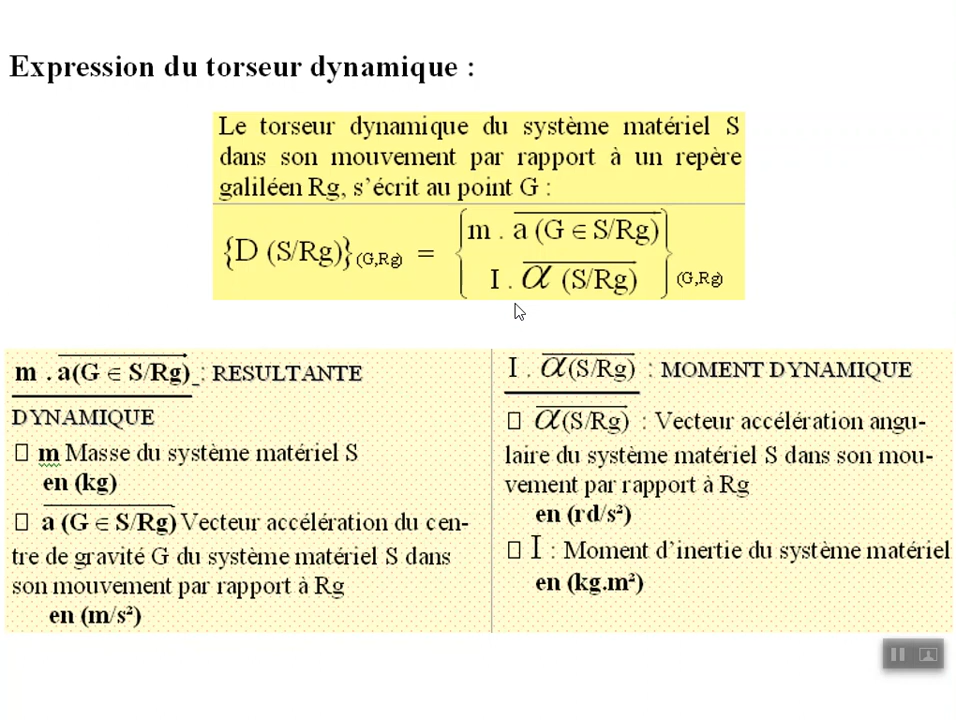 Expression du torseur dynamique :
Le torseur dynamique du système matériel S
dans son mouvement par rapport à un repère
galiléen Rg, s’écrit au point G :
{D (S/Rg)}(G,Rg) = { m . a (G ∈ S/Rg)
I . α (S/Rg) }(G,Rg)
m . a(G ∈ S/Rg) : RESULTANTE
DYNAMIQUE
m Masse du système matériel S
en (kg)
a (G ∈ S/Rg) Vecteur accélération du cen-
tre de gravité G du système matériel S dans
son mouvement par rapport à Rg
en (m/s²)
I . α(S/Rg) : MOMENT DYNAMIQUE
α(S/Rg) : Vecteur accélération angu-
laire du système matériel S dans son mou-
vement par rapport à Rg
en (rd/s²)
I : Moment d’inertie du système matériel
en (kg.m²)